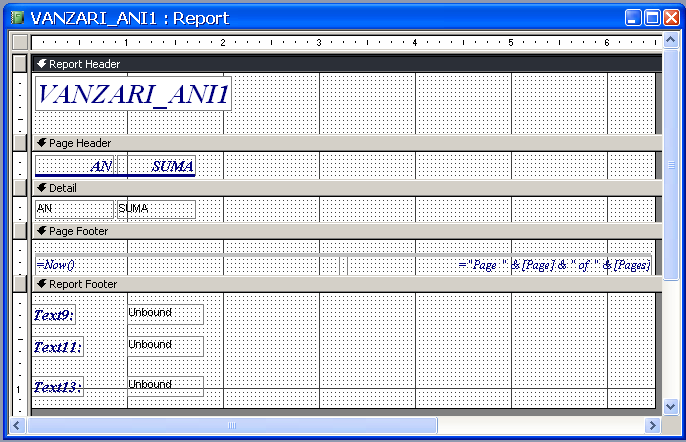 VANZARI_ANI1 : Report
1 2 3 4 5 6
Report Header
VANZARI_ANI1
Page Header
AN SUMA
Detail
AN SUMA
Page Footer
=Now() ="Page " & [Page] & " of " & [Pages]
Report Footer
Text9: Unbound
Text11: Unbound
Text13: Unbound
1